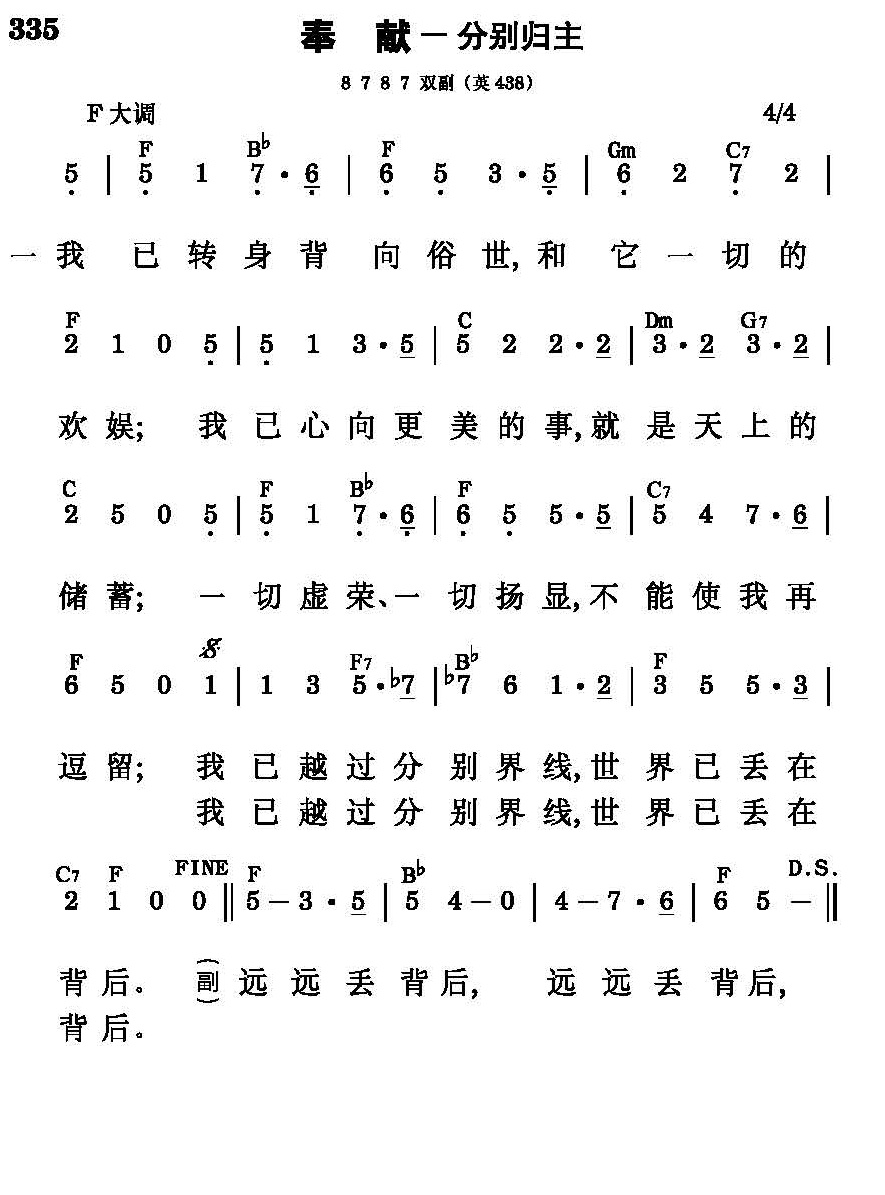 335
奉 献 — 分别归主
8 7 8 7 双副（英 438）
F 大调 4/4
F B♭ F Gm C7
5 | 5 1 7 · 6 | 6 5 3 · 5 | 6 2 7 2 |
一 我 已 转 身 背 向 俗 世, 和 它 一 切 的
F C Dm G7
2 1 0 5 | 5 1 3 · 5 | 5 2 2 · 2 | 3 · 2 3 · 2 |
欢 娱; 我 已 心 向 更 美 的 事, 就 是 天 上 的
C F B♭ F C7
2 5 0 5 | 5 1 7 · 6 | 6 5 5 · 5 | 5 4 7 · 6 |
储 蓄; 一 切 虚 荣、一 切 扬 显, 不 能 使 我 再
F 𝄋 F7 B♭ F
6 5 0 1 | 1 3 5 · ♭7 | ♭7 6 1 · 2 | 3 5 5 · 3 |
逗 留; 我 已 越 过 分 别 界 线, 世 界 已 丢 在
我 已 越 过 分 别 界 线, 世 界 已 丢 在
C7 F FINE F B♭ F D.S.
2 1 0 0 ‖ 5 — 3 · 5 | 5 4 — 0 | 4 — 7 · 6 | 6 5 — ‖
背 后。 （副） 远 远 丢 背 后, 远 远 丢 背 后,
背 后。